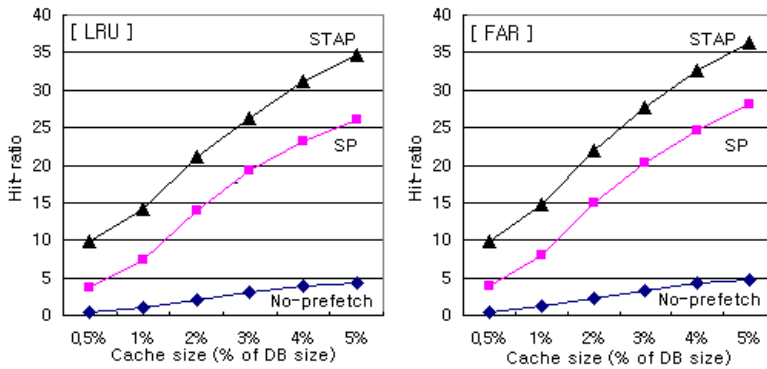 [ LRU ]
STAP
SP
No-prefetch
Hit-ratio
40
35
30
25
20
15
10
5
0
0,5% 1% 2% 3% 4% 5%
Cache size (% of DB size)
[ FAR ]
STAP
SP
No-prefetch
Hit-ratio
40
35
30
25
20
15
10
5
0
0,5% 1% 2% 3% 4% 5%
Cache size (% of DB size)